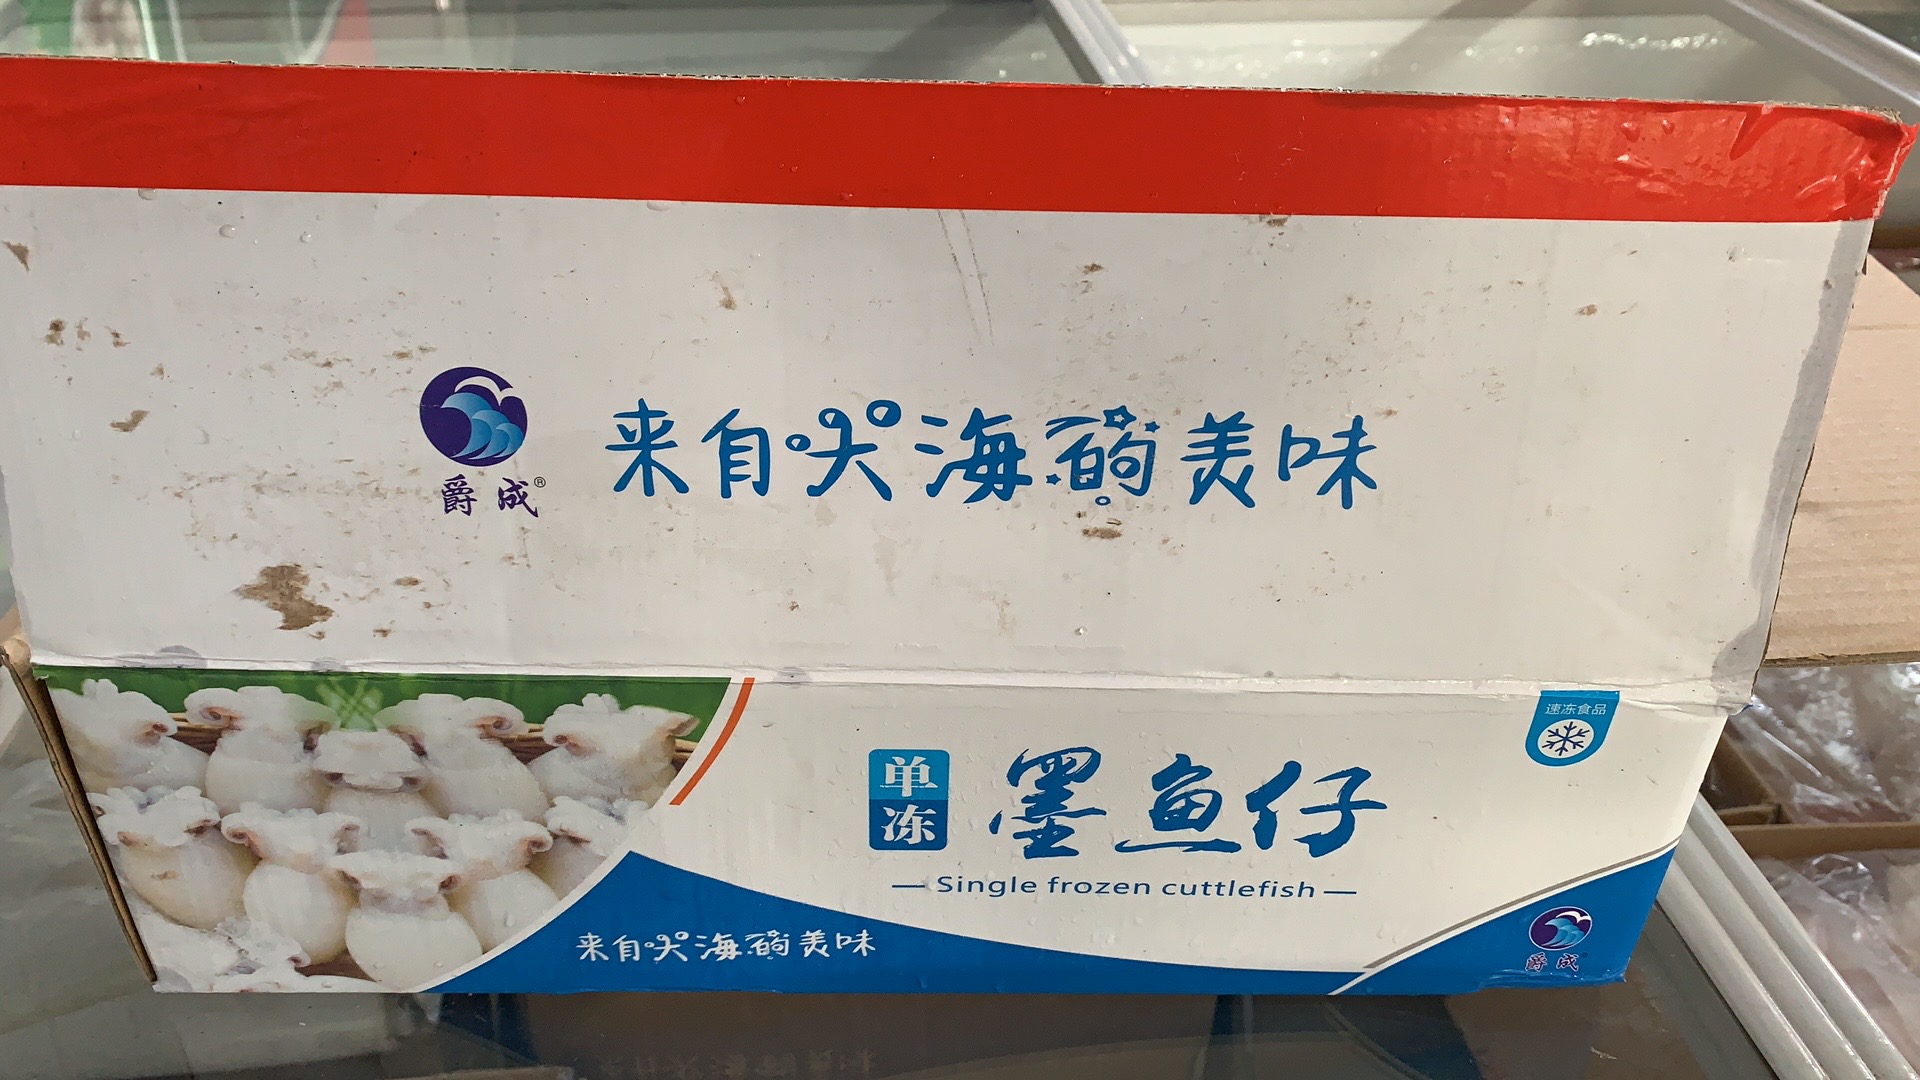 来自大海的美味
爵成®
速冻食品
单冻
墨鱼仔
— Single frozen cuttlefish —
来自大海的美味
爵成